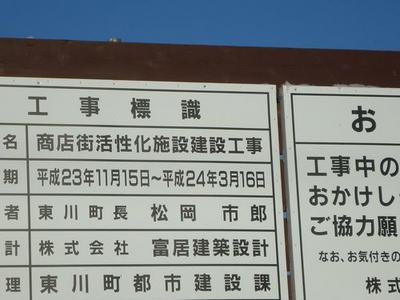 工事標識
名 商店街活性化施設建設工事
期 平成23年11月15日～平成24年3月16日
者 東川町長 松岡 市郎
計 株式会社 富居建築設計
理 東川町都市建設課
お
工事中の
おかけし
ご協力願
なお、お気付きの
株式